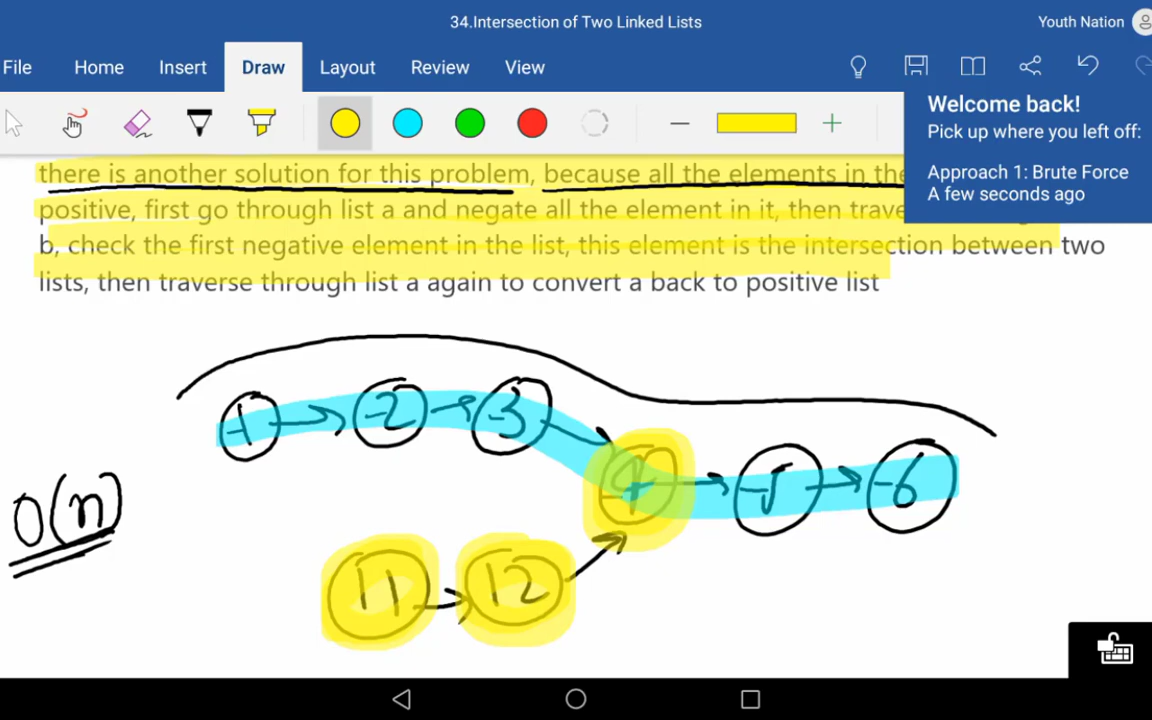 34.Intersection of Two Linked Lists
Youth Nation
File Home Insert Draw Layout Review View
Welcome back!
Pick up where you left off:
Approach 1: Brute Force
A few seconds ago
there is another solution for this problem, because all the elements in the
positive, first go through list a and negate all the element in it, then
b, check the first negative element in the list, this element is the intersection between two
lists, then traverse through list a again to convert a back to positive list
-1 -2 -3
-4 -5 -6
O(n)
11 12